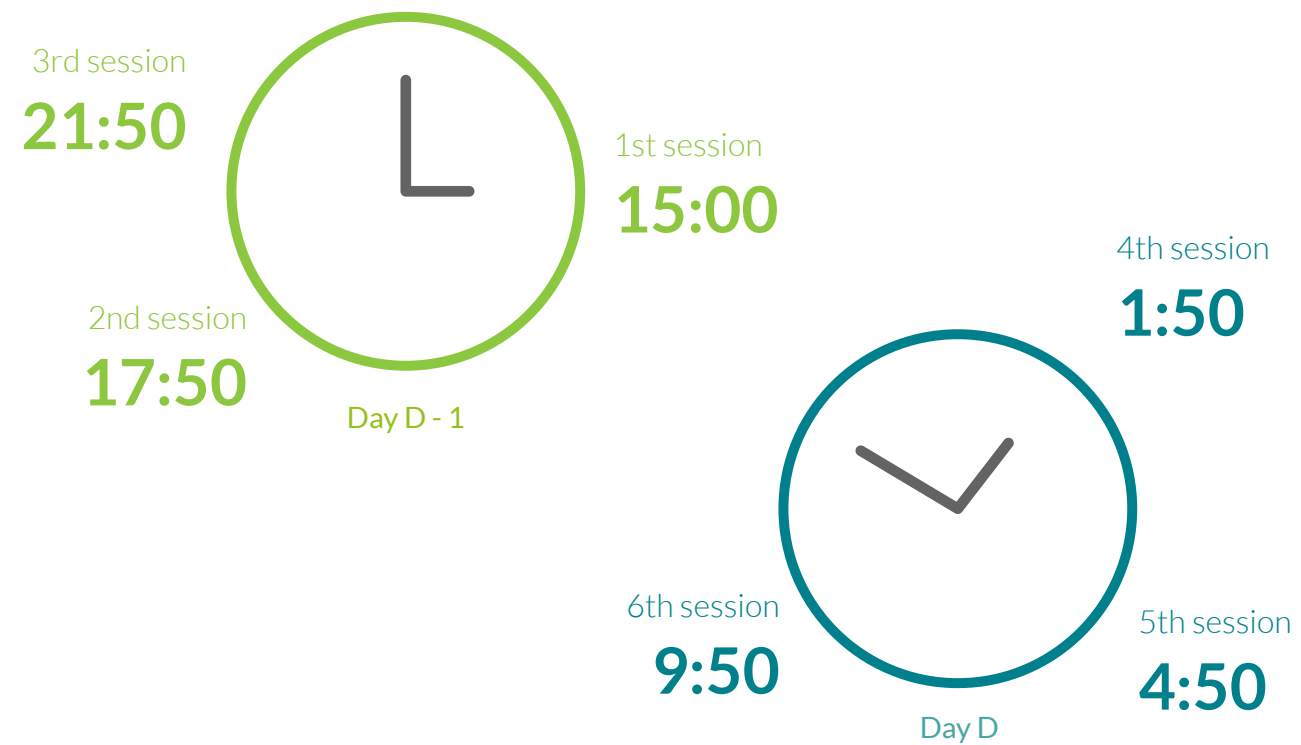 3rd session
21:50
1st session
15:00
2nd session
17:50
Day D - 1
4th session
1:50
6th session
9:50
5th session
4:50
Day D